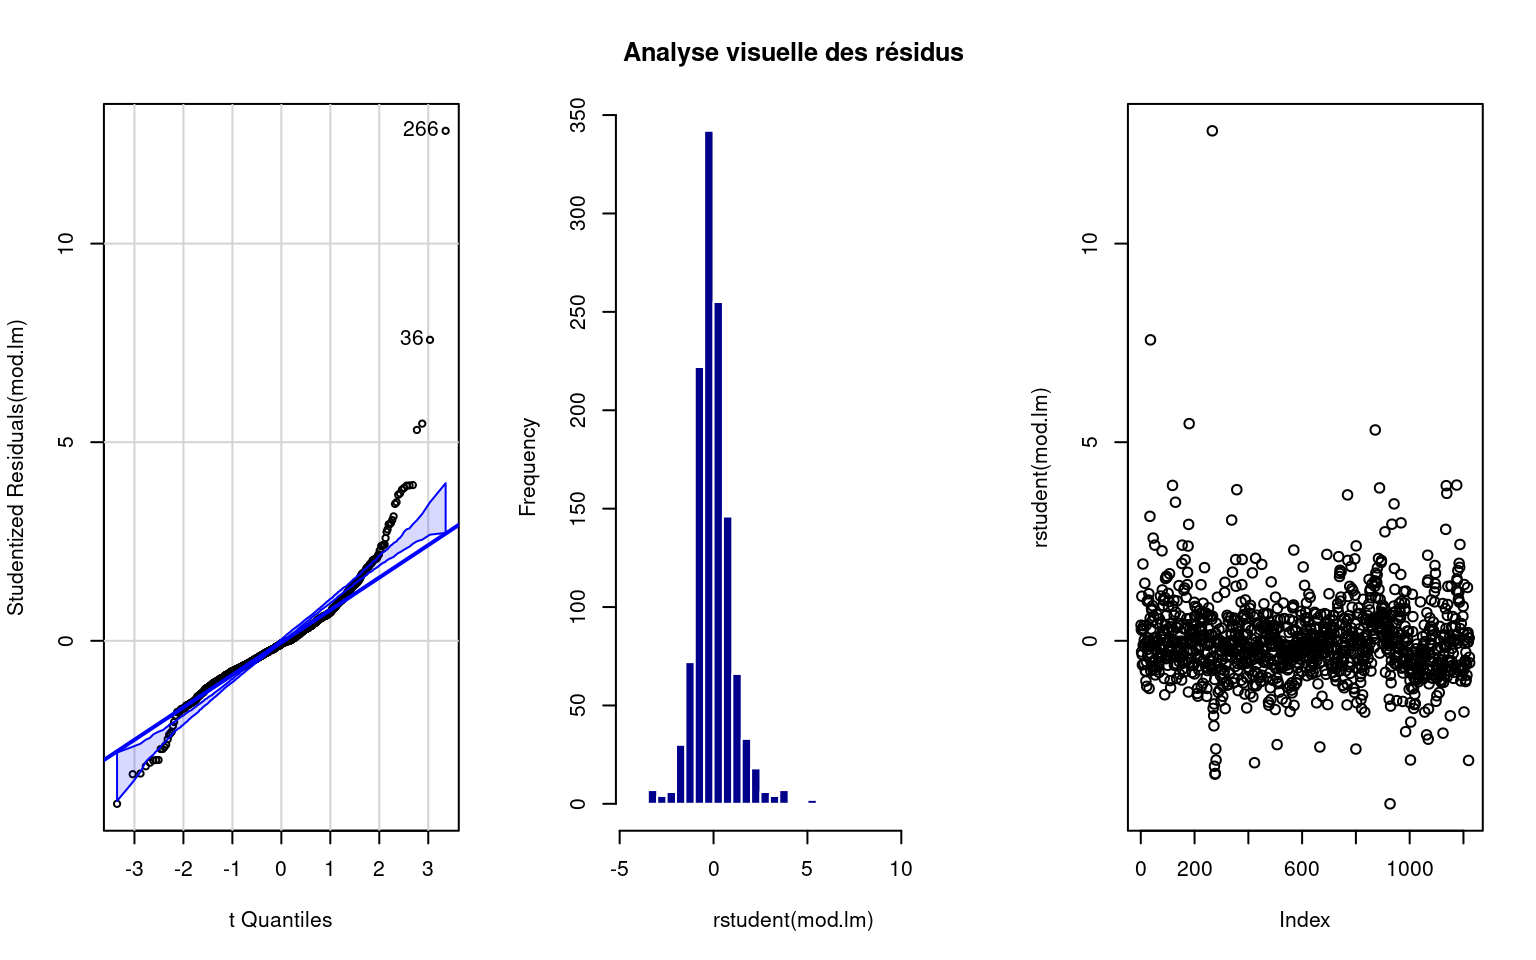 Analyse visuelle des résidus
Studentized Residuals(mod.lm)
10
5
0
266
36
-3 -2 -1 0 1 2 3
t Quantiles
Frequency
350
300
250
200
150
100
50
0
-5 0 5 10
rstudent(mod.lm)
rstudent(mod.lm)
10
5
0
0 200 600 1000
Index